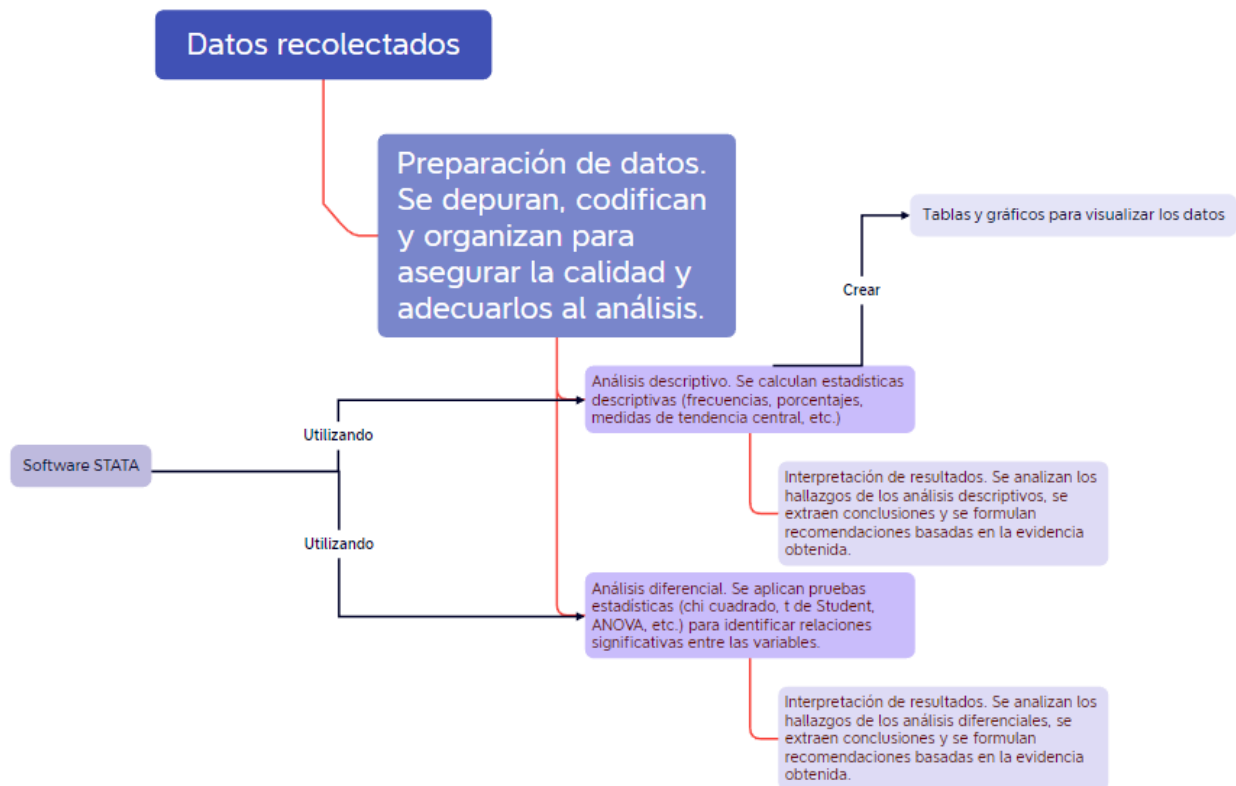 Datos recolectados
Preparación de datos.
Se depuran, codifican
y organizan para
asegurar la calidad y
adecuarlos al análisis.
Tablas y gráficos para visualizar los datos
Crear
Análisis descriptivo. Se calculan estadísticas
descriptivas (frecuencias, porcentajes,
medidas de tendencia central, etc.)
Utilizando
Software STATA
Interpretación de resultados. Se analizan los
hallazgos de los análisis descriptivos, se
extraen conclusiones y se formulan
recomendaciones basadas en la evidencia
obtenida.
Utilizando
Análisis diferencial. Se aplican pruebas
estadísticas (chi cuadrado, t de Student,
ANOVA, etc.) para identificar relaciones
significativas entre las variables.
Interpretación de resultados. Se analizan los
hallazgos de los análisis diferenciales, se
extraen conclusiones y se formulan
recomendaciones basadas en la evidencia
obtenida.